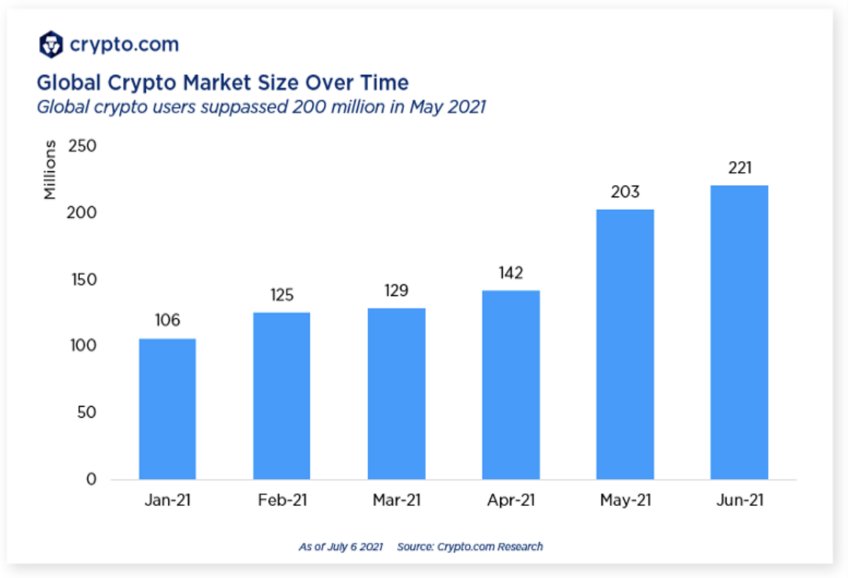 crypto.com
Global Crypto Market Size Over Time
Global crypto users suppassed 200 million in May 2021
Millions
250
200
150
100
50
0
106
125
129
142
203
221
Jan-21 Feb-21 Mar-21 Apr-21 May-21 Jun-21
As of July 6 2021 Source: Crypto.com Research